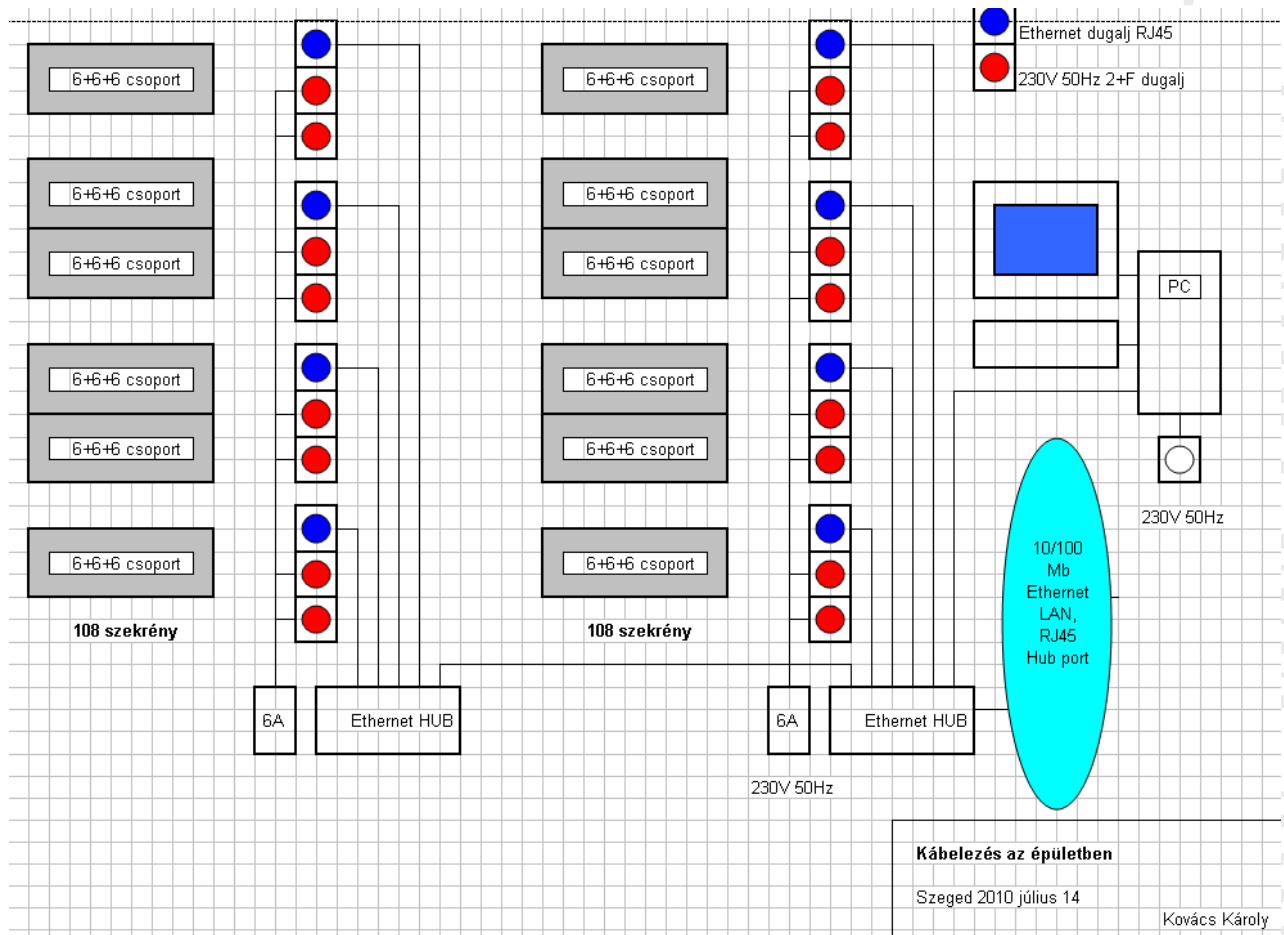 Ethernet dugalj RJ45
6+6+6 csoport
6+6+6 csoport
230V 50Hz 2+F dugalj
6+6+6 csoport
6+6+6 csoport
6+6+6 csoport
6+6+6 csoport
PC
6+6+6 csoport
6+6+6 csoport
6+6+6 csoport
6+6+6 csoport
230V 50Hz
6+6+6 csoport
6+6+6 csoport
10/100
Mb
Ethernet
LAN,
RJ45
Hub port
108 szekrény
108 szekrény
6A
Ethernet HUB
6A
Ethernet HUB
230V 50Hz
Kábelezés az épületben
Szeged 2010 július 14
Kovács Károly